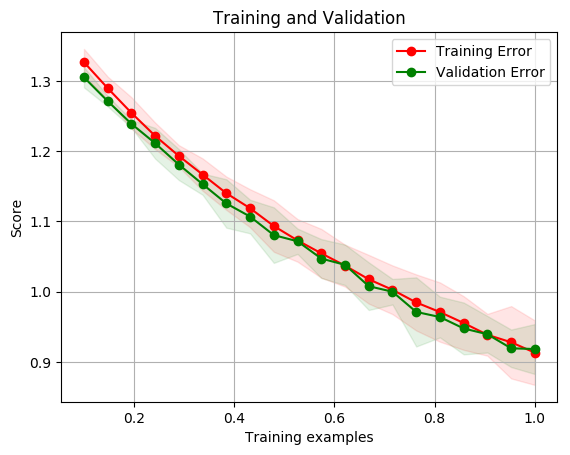 Training and Validation
Training Error
Validation Error
1.3
1.2
1.1
1.0
0.9
Score
0.2
0.4
0.6
0.8
1.0
Training examples